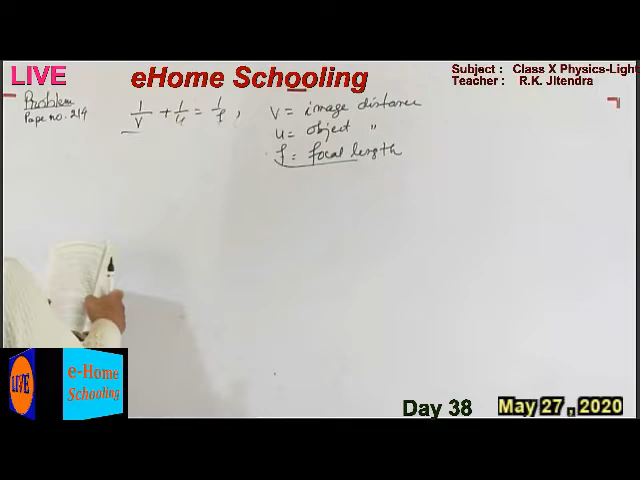 LIVE
eHome Schooling
Subject : Class X Physics-Ligh
Teacher : R.K. Jitendra
Problem
Page no. 214
1/v + 1/u = 1/f , v = image distance
u = object "
f = focal length
LIVE
e-Home
Schooling
Day 38
May 27 , 2020